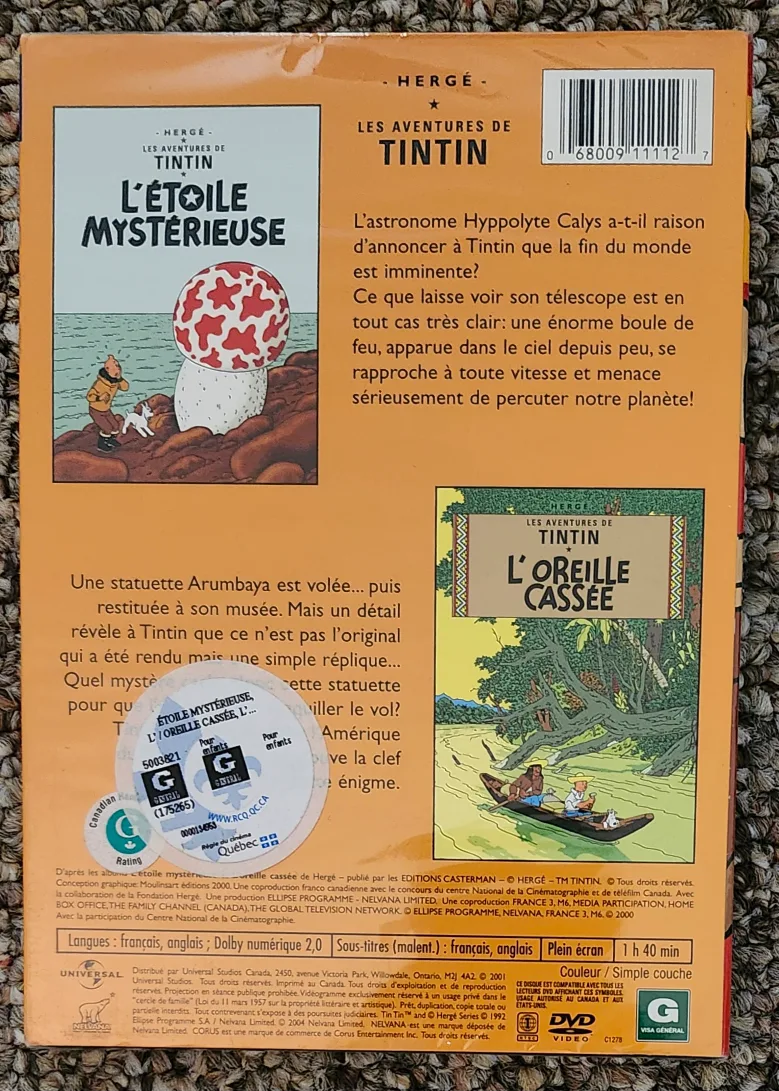 - HERGÉ -
LES AVENTURES DE
TINTIN
0 68009 11112 7
- HERGÉ -
LES AVENTURES DE
TINTIN
L'ÉTOILE
MYSTÉRIEUSE
L'astronome Hyppolyte Calys a-t-il raison
d'annoncer à Tintin que la fin du monde
est imminente?
Ce que laisse voir son télescope est en
tout cas très clair: une énorme boule de
feu, apparue dans le ciel depuis peu, se
rapproche à toute vitesse et menace
sérieusement de percuter notre planète!
HERGÉ
LES AVENTURES DE
TINTIN
L'OREILLE
CASSÉE
Une statuette Arumbaya est volée... puis
restituée à son musée. Mais un détail
révèle à Tintin que ce n'est pas l'original
qui a été rendu mais une simple réplique...
Quel cette statuette
pour que quiller le vol?
Amérique
la clef
énigme.
ÉTOILE MYSTÉRIEUSE,
L' / OREILLE CASSÉE, L'...
5003821
Pour
enfants
Pour
enfants
G
GENERAL
G
GENERAL
(175265)
WWW.RCQ.QC.CA
Régie du cinéma
Québec
Canadian
G
Rating
D'après les oreille cassée de Hergé – publié par les EDITIONS CASTERMAN – © HERGÉ – TM TINTIN. © Tous droits réservés.
Conception graphique: Moulinsart éditions 2000. Une coproduction franco canadienne avec le concours du centre National de la Cinématographie et de téléfilm Canada. Avec
la collaboration de la Fondation Hergé. Une production ELLIPSE PROGRAMME - NELVANA LIMITED. Une coproduction FRANCE 3, M6, MEDIA PARTICIPATION, HOME
BOX OFFICE, THE FAMILY CHANNEL (CANADA), THE GLOBAL TELEVISION NETWORK. © ELLIPSE PROGRAMME, NELVANA, FRANCE 3, M6. © 2000
Avec la participation du Centre National de la Cinématographie.
Langues : français, anglais ; Dolby numérique 2,0
Sous-titres (malent.) : français, anglais
Plein écran
1 h 40 min
Couleur / Simple couche
UNIVERSAL
NELVANA
Distribué par Universal Studios Canada, 2450, avenue Victoria Park, Willowdale, Ontario, M2J 4A2. © 2001
Universal Studios. Tous droits réservés. Imprimé au Canada. Tous droits d'exploitation et de reproduction
réservés. Projection en séance publique prohibée. Vidéogramme exclusivement réservé à un usage privé dans le
"cercle de famille" (Loi du 11 mars 1957 sur la propriété littéraire et artistique). Prêt, duplication, copie totale ou
partielle interdits. Tout contrevenant s'expose à des poursuites judiciaires. Tin Tin™ and © Hergé Series © 1992
Ellipse Programme S.A / Nelvana Limited. © 2004 Nelvana Limited. NELVANA est une marque déposée de
Nelvana Limited. CORUS est une marque de commerce de Corus Entertainment Inc. Tous droits réservés.
CE DISQUE EST COMPATIBLE AVEC TOUS LES
LECTEURS DVD AFFICHANT CES SYMBOLES.
USAGE AUTORISÉ AU CANADA ET AUX
ÉTATS-UNIS.
DVD
VIDEO
C1278
G
VISA GÉNÉRAL